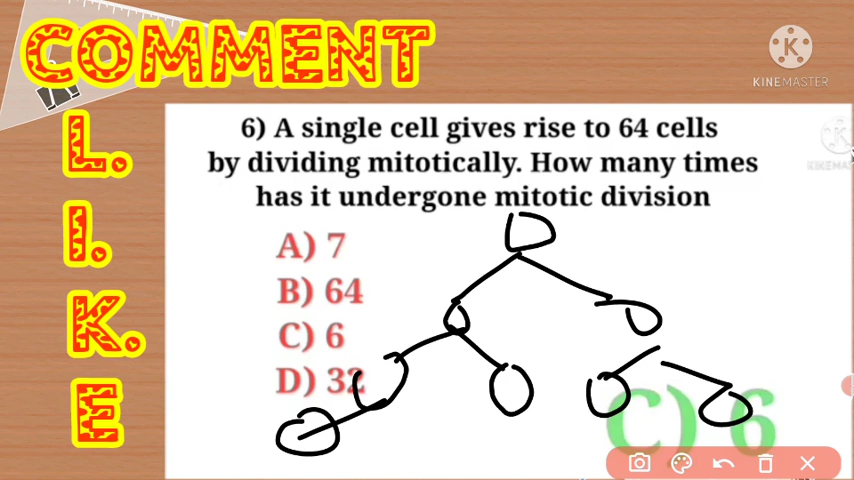 COMMENT
L.
I.
K.
E
KINEMASTER
6) A single cell gives rise to 64 cells
by dividing mitotically. How many times
has it undergone mitotic division
A) 7
B) 64
C) 6
D) 32
C) 6
K
KINEMAS